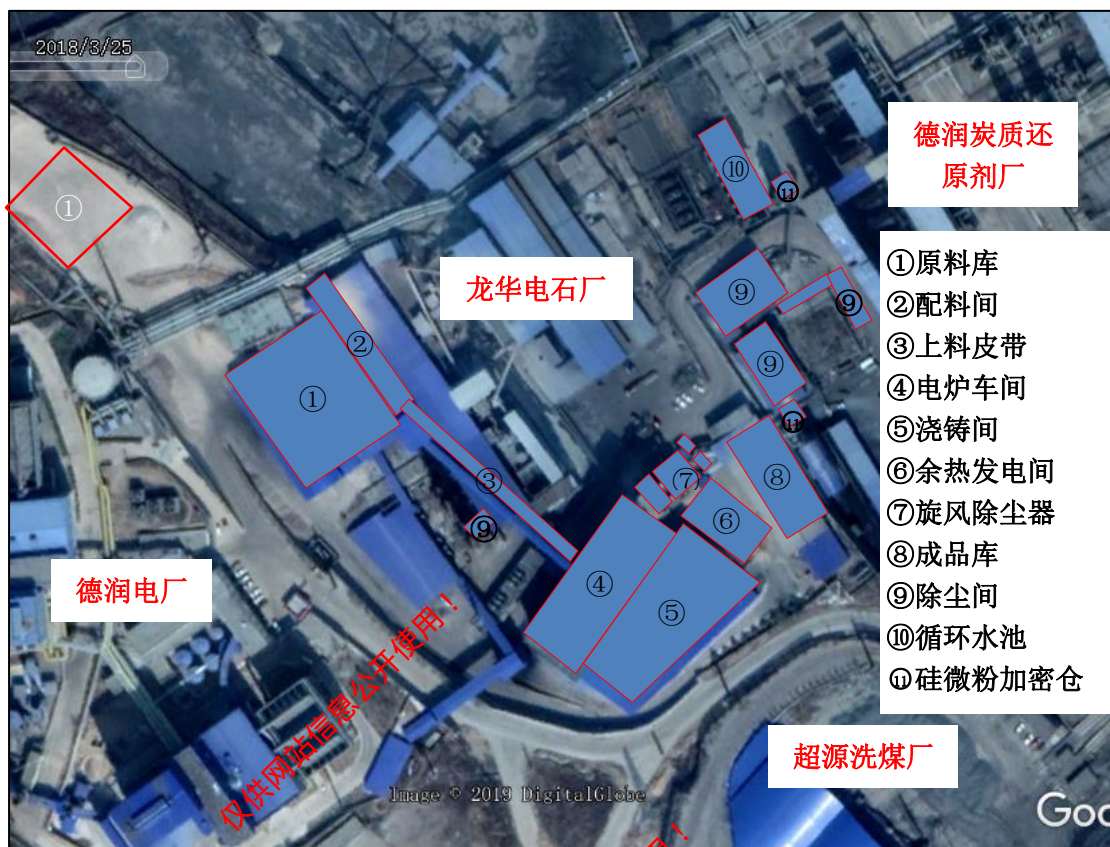 2018/3/25
德润炭质还
原剂厂
①
⑩
⑪
①原料库
②配料间
③上料皮带
④电炉车间
⑤浇铸间
⑥余热发电间
⑦旋风除尘器
⑧成品库
⑨除尘间
⑩循环水池
⑪硅微粉加密仓
龙华电石厂
⑨
⑨
②
⑨
①
⑪
③
⑦
⑧
⑨
⑥
④
⑤
德润电厂
仅供网站信息公开使用！
超源洗煤厂
Image © 2019 DigitalGlobe
Goo
！